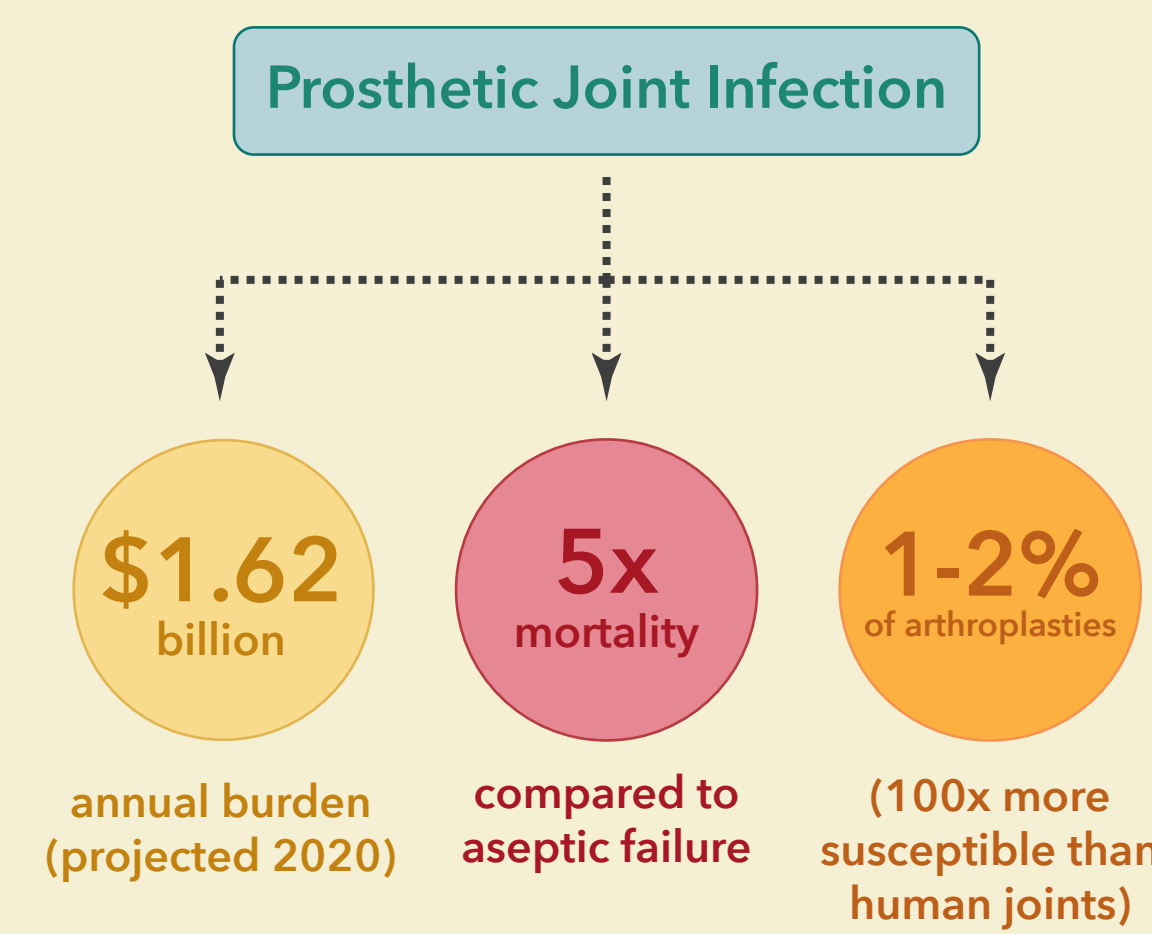 Prosthetic Joint Infection
$1.62
billion
annual burden
(projected 2020)
5x
mortality
compared to
aseptic failure
1-2%
of arthroplasties
(100x more
susceptible than
human joints)